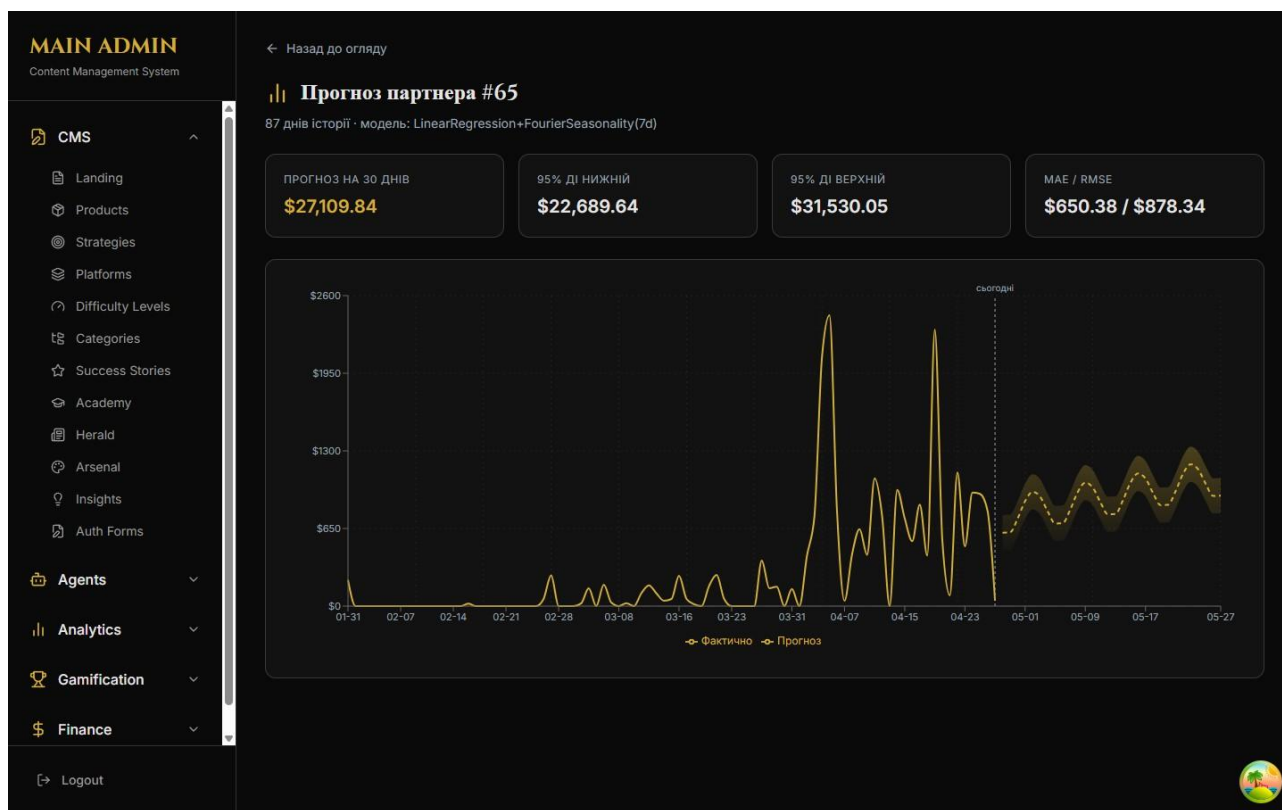 MAIN ADMIN
Content Management System
CMS
Landing
Products
Strategies
Platforms
Difficulty Levels
Categories
Success Stories
Academy
Herald
Arsenal
Insights
Auth Forms
Agents
Analytics
Gamification
Finance
Logout
Назад до огляду
Прогноз партнера #65
87 днів історії · модель: LinearRegression+FourierSeasonality(7d)
ПРОГНОЗ НА 30 ДНІВ
$27,109.84
95% ДІ НИЖНІЙ
$22,689.64
95% ДІ ВЕРХНІЙ
$31,530.05
MAE / RMSE
$650.38 / $878.34
сьогодні
$2600
$1950
$1300
$650
$0
01-31 02-07 02-14 02-21 02-28 03-08 03-16 03-23 03-31 04-07 04-15 04-23 05-01 05-09 05-17 05-27
Фактично Прогноз